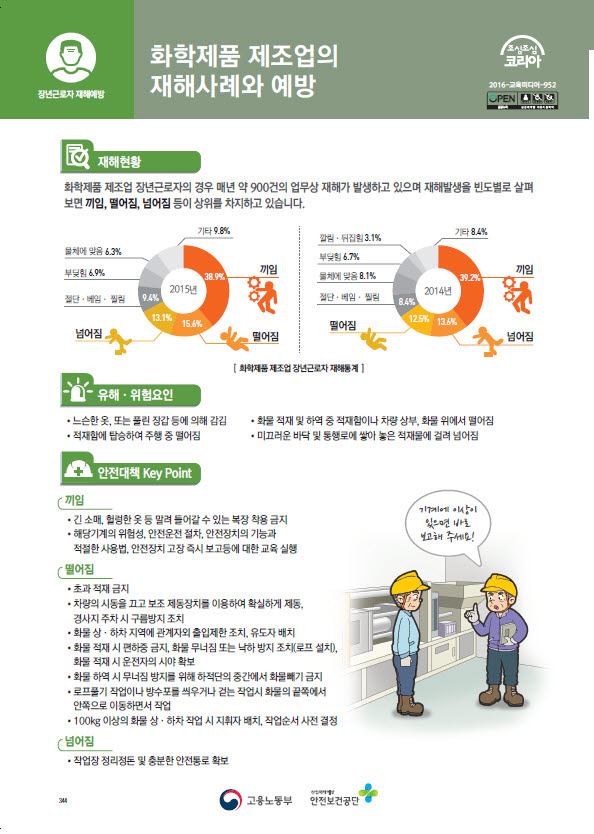 장년근로자 재해예방
화학제품 제조업의
재해사례와 예방
조심조심
코리아
2016-교육미디어-952
OPEN
재해현황
화학제품 제조업 장년근로자의 경우 매년 약 900건의 업무상 재해가 발생하고 있으며 재해발생을 빈도별로 살펴
보면 끼임, 떨어짐, 넘어짐 등이 상위를 차지하고 있습니다.
기타 9.8%
물체에 맞음 6.3%
부딪힘 6.9%
절단 · 베임 · 찔림
9.4%
넘어짐
13.1%
15.6%
떨어짐
38.9%
끼임
2015년
기타 8.4%
깔림 · 뒤집힘 3.1%
부딪힘 6.7%
물체에 맞음 8.1%
절단 · 베임 · 찔림
8.4%
떨어짐
12.5%
13.6%
넘어짐
39.2%
끼임
2014년
[ 화학제품 제조업 장년근로자 재해통계 ]
유해 · 위험요인
• 느슨한 옷, 또는 풀린 장갑 등에 의해 감김
• 적재함에 탑승하여 주행 중 떨어짐
• 화물 적재 및 하역 중 적재함이나 차량 상부, 화물 위에서 떨어짐
• 미끄러운 바닥 및 통행로에 쌓아 놓은 적재물에 걸려 넘어짐
안전대책 Key Point
끼임
• 긴 소매, 헐렁한 옷 등 말려 들어갈 수 있는 복장 착용 금지
• 해당기계의 위험성, 안전운전 절차, 안전장치의 기능과
적절한 사용법, 안전장치 고장 즉시 보고등에 대한 교육 실행
떨어짐
• 초과 적재 금지
• 차량의 시동을 끄고 보조 제동장치를 이용하여 확실하게 제동,
경사지 주차 시 구름방지 조치
• 화물 상 · 하차 지역에 관계자외 출입제한 조치, 유도자 배치
• 화물 적재 시 편하중 금지, 화물 무너짐 또는 낙하 방지 조치(로프 설치),
화물 적재 시 운전자의 시야 확보
• 화물 하역 시 무너짐 방지를 위해 하적단의 중간에서 화물빼기 금지
• 로프풀기 작업이나 방수포를 씌우거나 걷는 작업시 화물의 끝쪽에서
안쪽으로 이동하면서 작업
• 100kg 이상의 화물 상 · 하차 작업 시 지휘자 배치, 작업순서 사전 결정
넘어짐
• 작업장 정리정돈 및 충분한 안전통로 확보
기계에 이상이
있으면 바로
보고해 주세요!
344
고용노동부
산업재해예방
안전보건공단